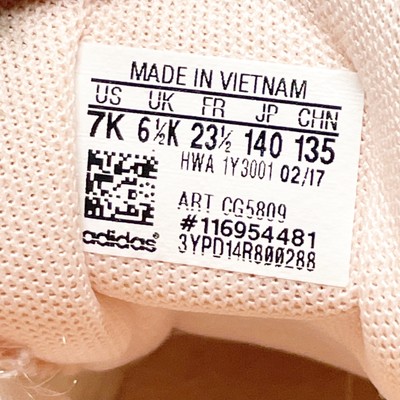 MADE IN VIETNAM
US UK FR JP CHN
7K 6½K 23½ 140 135
HWA 1Y3001 02/17
ART CG5809
#116954481
3YPD14R800288
adidas